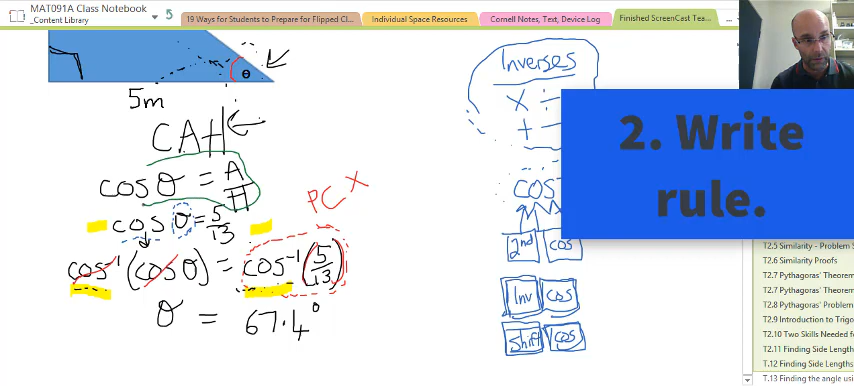 MAT091A Class Notebook
_Content Library
19 Ways for Students to Prepare for Flipped Cl...
Individual Space Resources
Cornell Notes, Text, Device Log
Finished ScreenCast Tea...
...
θ
5m
CAH
cosθ = A/H
cos θ = 5/13
cos⁻¹(cosθ) = cos⁻¹(5/13)
θ = 67.4°
PC X
Inverses
× ÷
+ −
cos
2nd cos
Inv cos
Shift cos
2. Write
rule.
T2.5 Similarity - Problem S
T2.6 Similarity Proofs
T2.7 Pythagoras' Theorem
T2.7 Pythagoras' Theorem
T2.8 Pythagoras' Problem
T2.9 Introduction to Trigo
T2.10 Two Skills Needed fo
T2.11 Finding Side Lengths
T2.12 Finding Side Lengths
T.13 Finding the angle usi